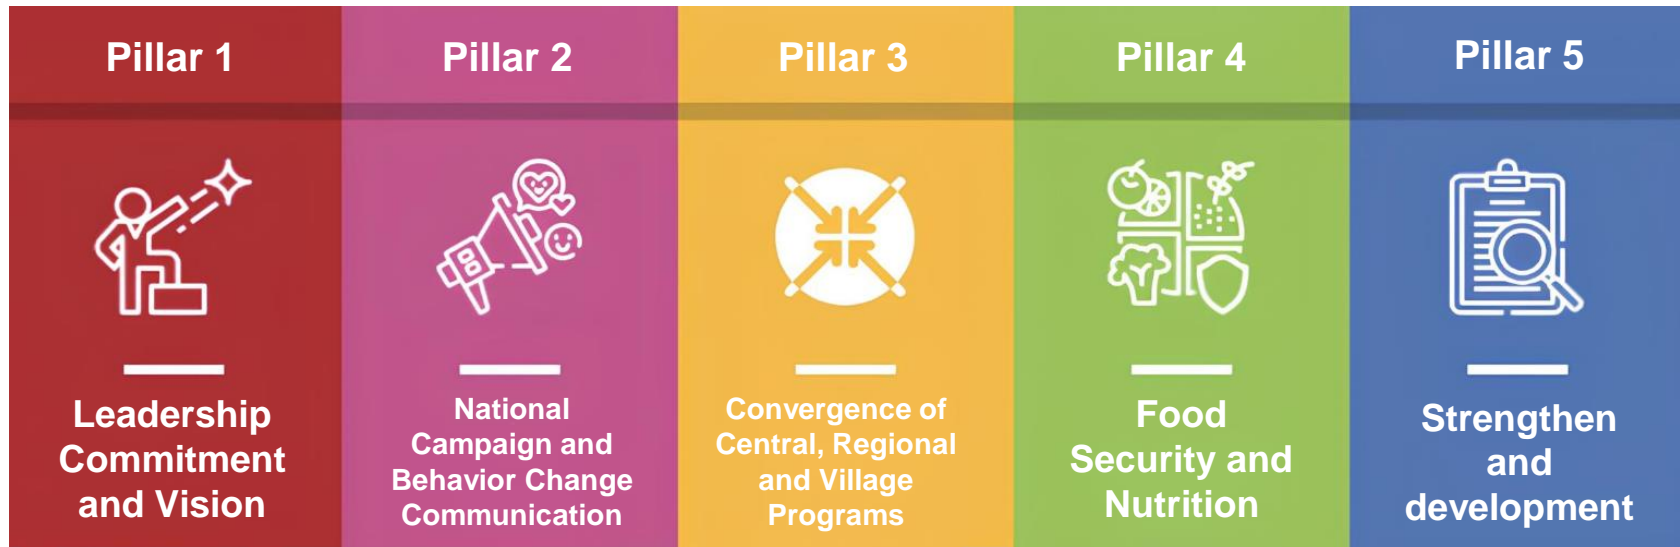 Pillar 1
Leadership
Commitment
and Vision
Pillar 2
National
Campaign and
Behavior Change
Communication
Pillar 3
Convergence of
Central, Regional
and Village
Programs
Pillar 4
Food
Security and
Nutrition
Pillar 5
Strengthen
and
development